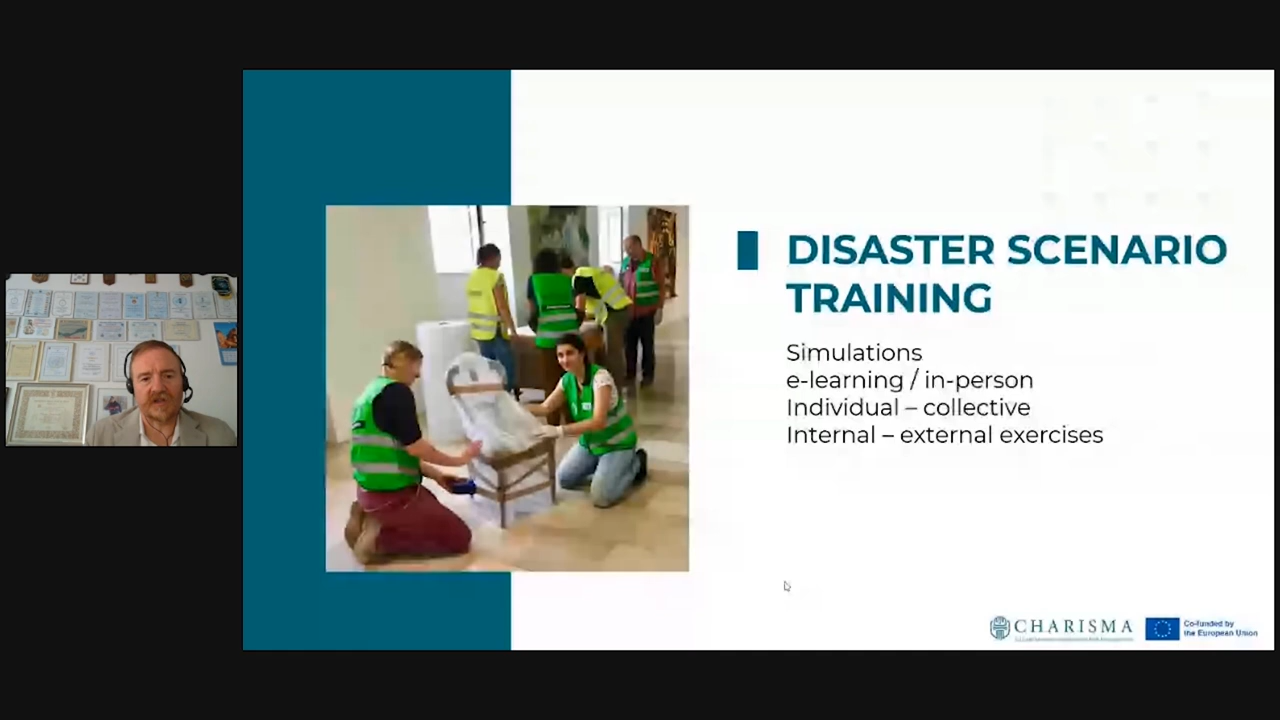 DISASTER SCENARIO
TRAINING
Simulations
e-learning / in-person
Individual – collective
Internal – external exercises
CHARISMA
Co-funded by
the European Union